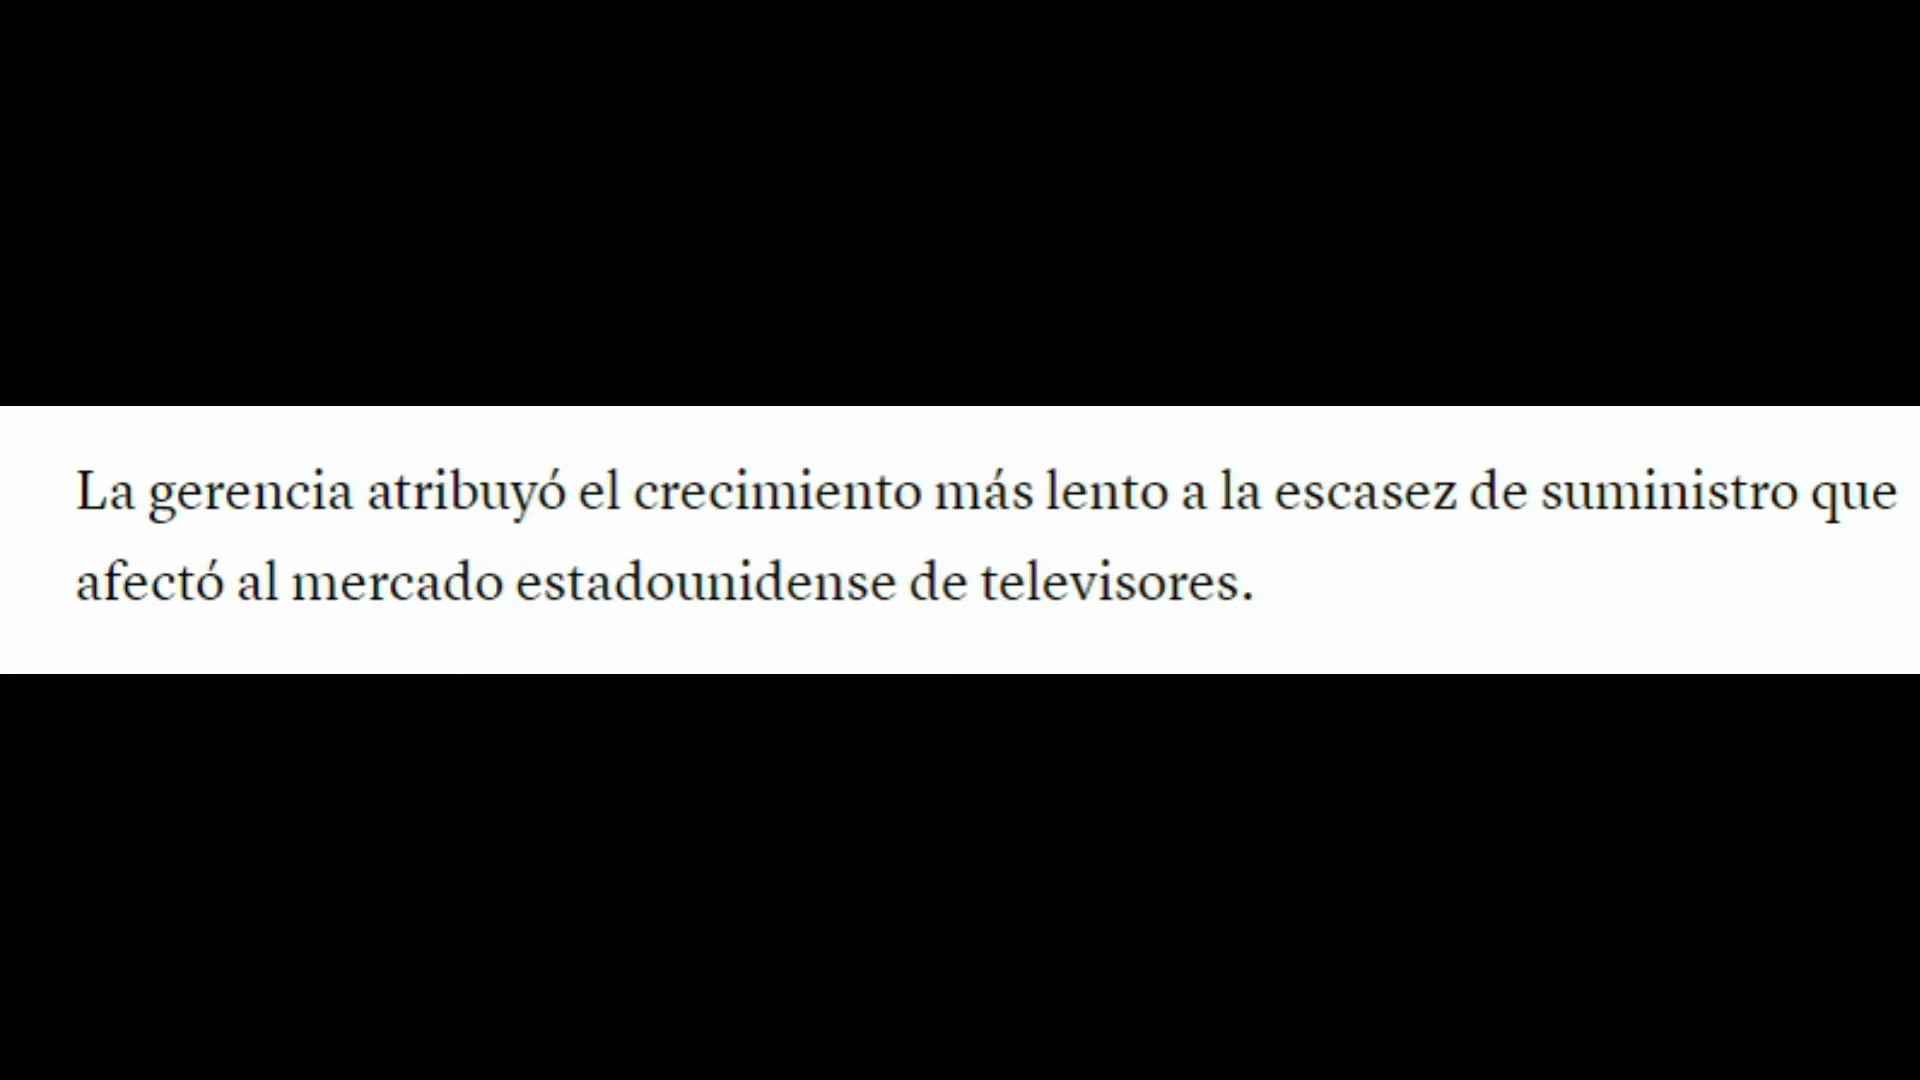 La gerencia atribuyó el crecimiento más lento a la escasez de suministro que
afectó al mercado estadounidense de televisores.